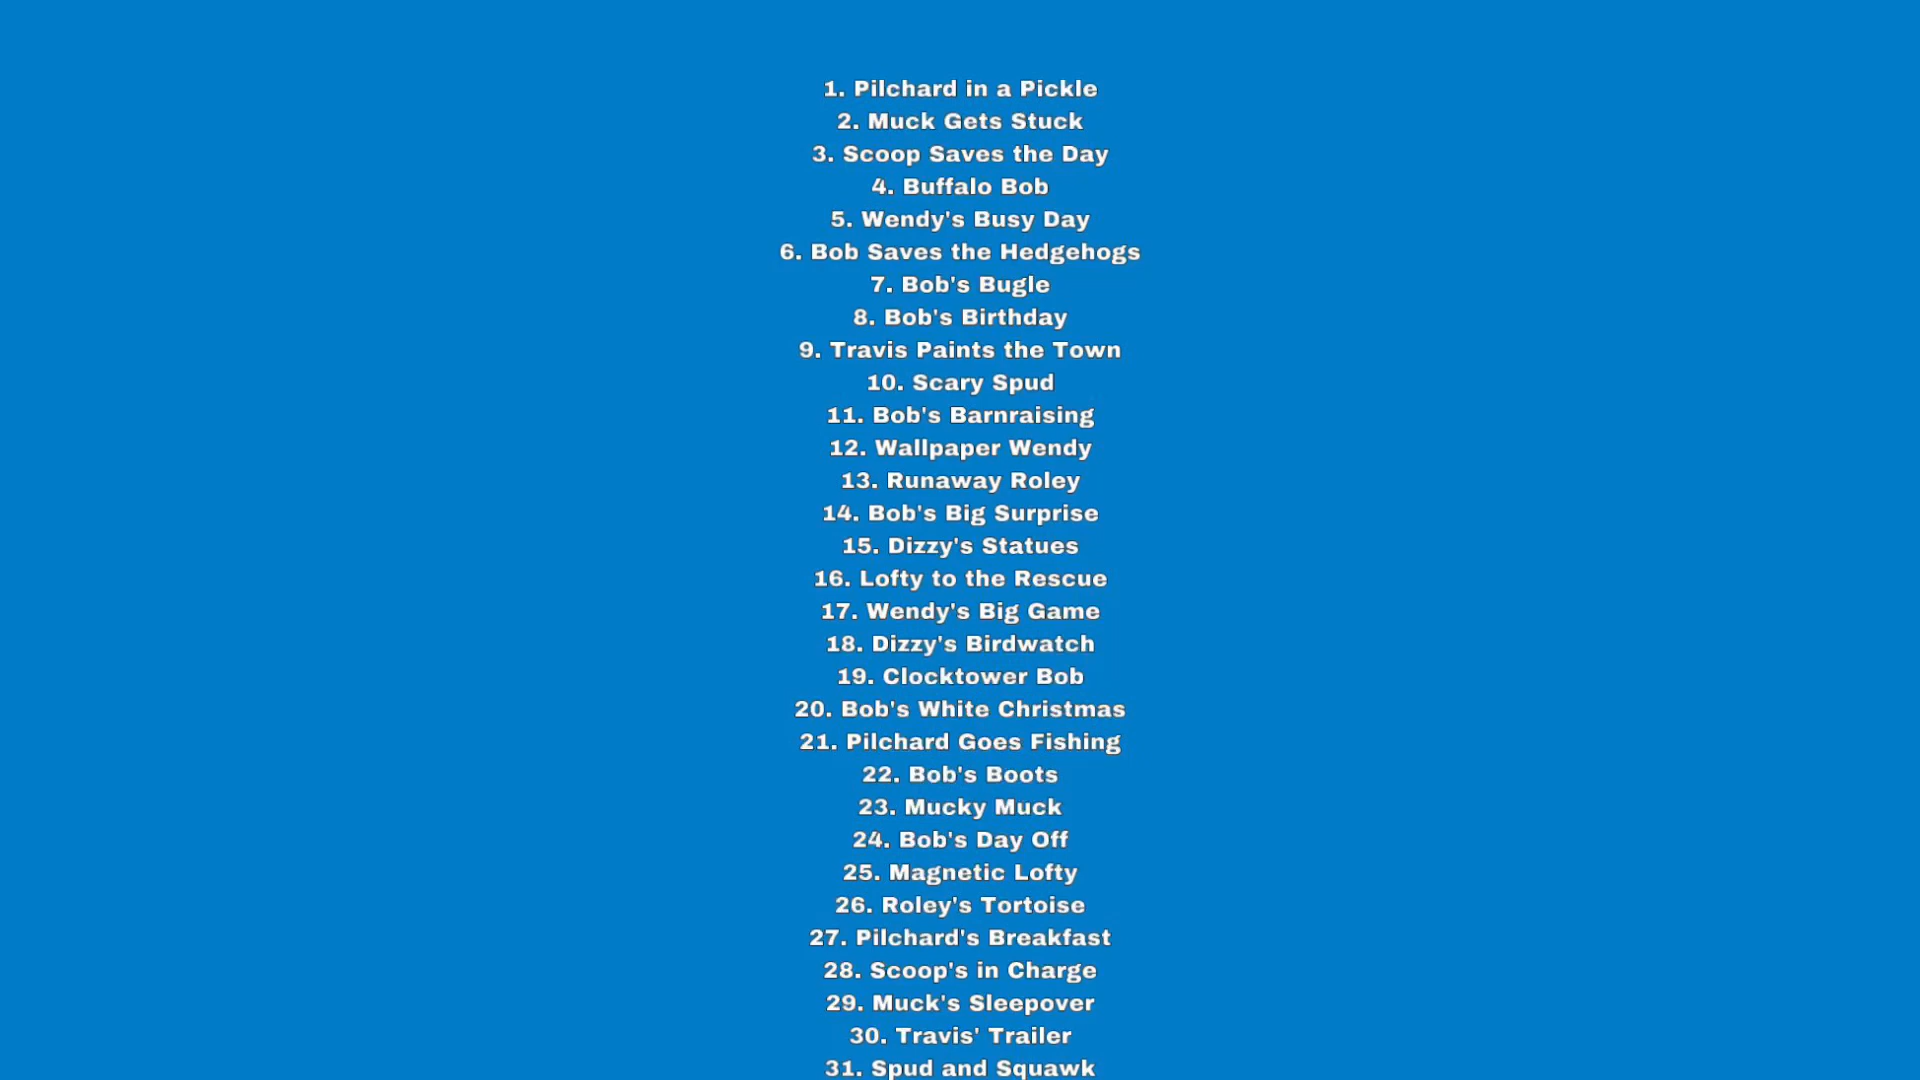 1. Pilchard in a Pickle
2. Muck Gets Stuck
3. Scoop Saves the Day
4. Buffalo Bob
5. Wendy's Busy Day
6. Bob Saves the Hedgehogs
7. Bob's Bugle
8. Bob's Birthday
9. Travis Paints the Town
10. Scary Spud
11. Bob's Barnraising
12. Wallpaper Wendy
13. Runaway Roley
14. Bob's Big Surprise
15. Dizzy's Statues
16. Lofty to the Rescue
17. Wendy's Big Game
18. Dizzy's Birdwatch
19. Clocktower Bob
20. Bob's White Christmas
21. Pilchard Goes Fishing
22. Bob's Boots
23. Mucky Muck
24. Bob's Day Off
25. Magnetic Lofty
26. Roley's Tortoise
27. Pilchard's Breakfast
28. Scoop's in Charge
29. Muck's Sleepover
30. Travis' Trailer
31. Spud and Squawk